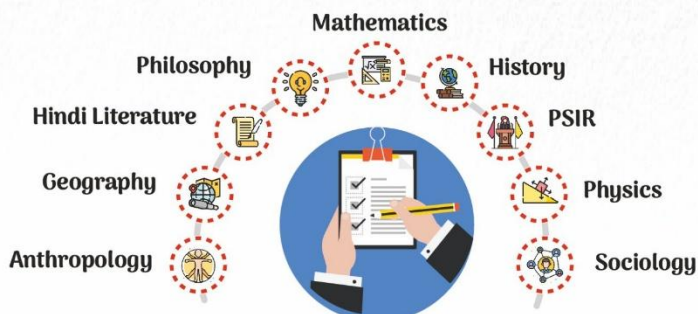 Mathematics
Philosophy
History
Hindi Literature
PSIR
Geography
Physics
Anthropology
Sociology